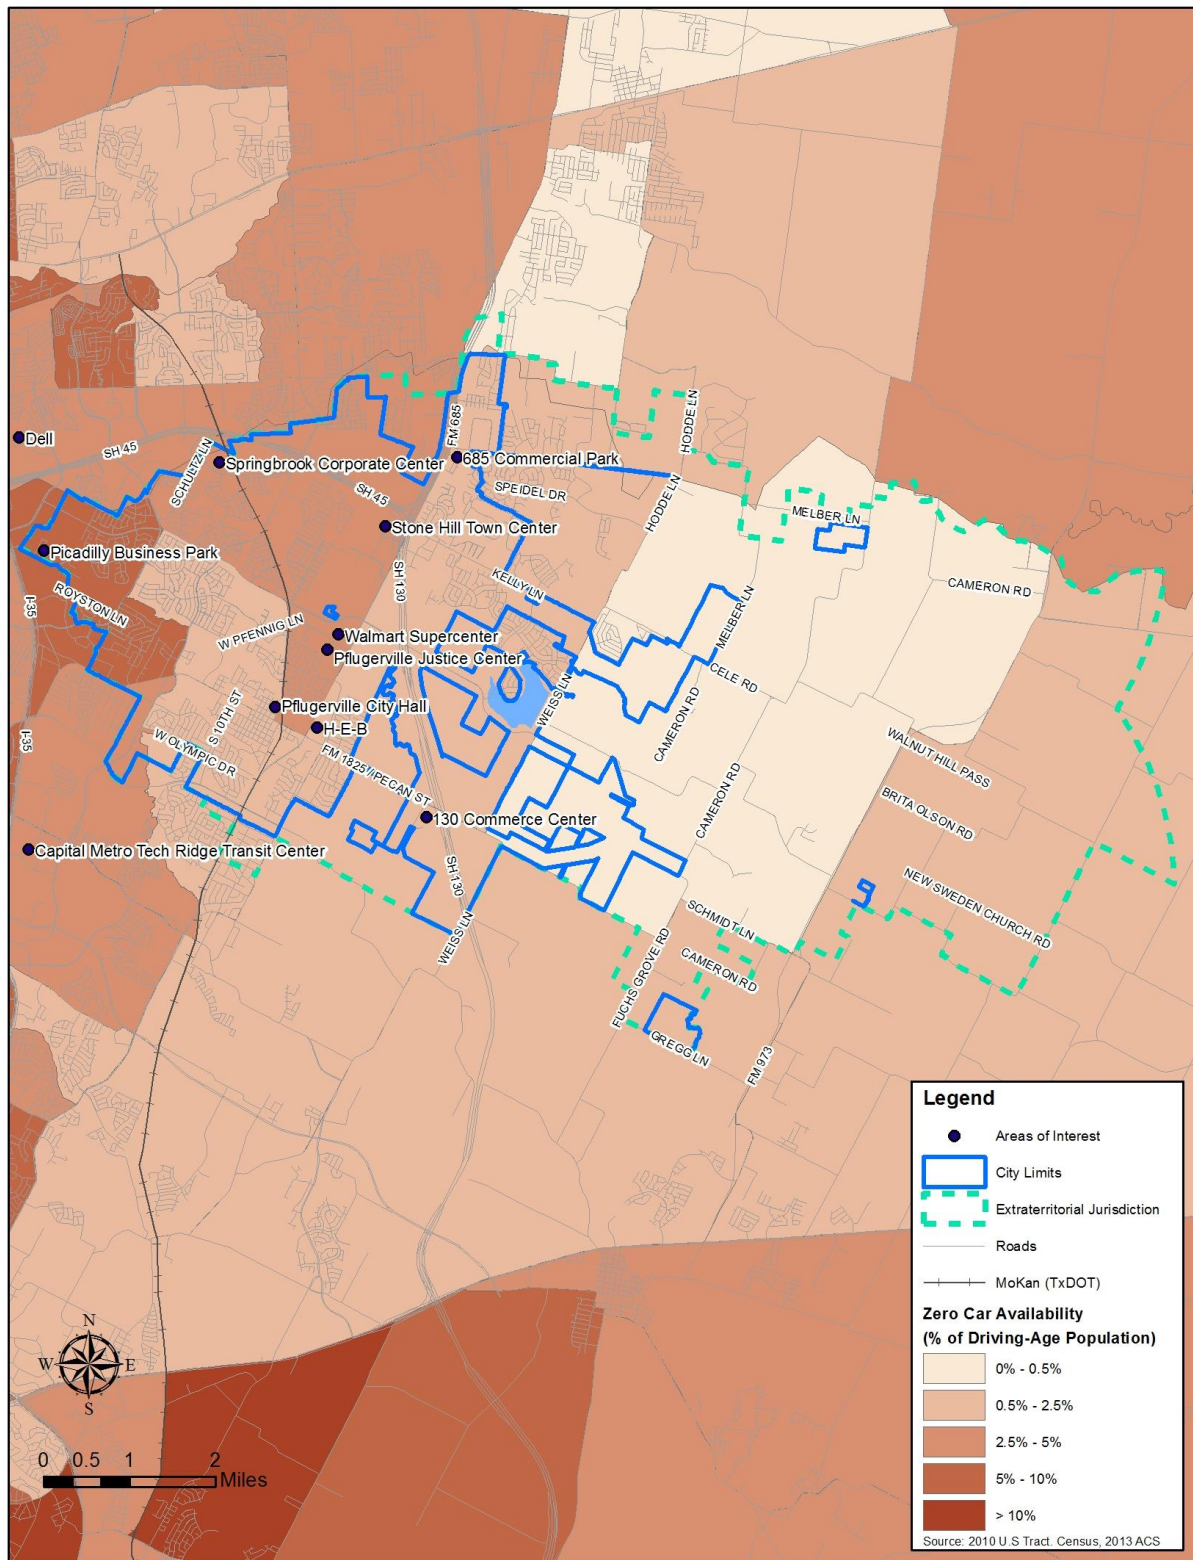 HODDE LN
FM 685
Dell
SH 45
SCHULTZ LN
Springbrook Corporate Center
685 Commercial Park
SH 45
SPEIDEL DR
HODDE LN
MELBER LN
Stone Hill Town Center
Picadilly Business Park
KELLY LN
SH 130
CAMERON RD
I-35
ROYSTON LN
W PFENNIG LN
MELBER LN
Walmart Supercenter
Pflugerville Justice Center
CELE RD
WEISS LN
S 10TH ST
Pflugerville City Hall
CAMERON RD
H-E-B
I-35
W OLYMPIC DR
WALNUT HILL PASS
FM 1825/PECAN ST
CAMERON RD
BRITA OLSON RD
130 Commerce Center
Capital Metro Tech Ridge Transit Center
SH 130
NEW SWEDEN CHURCH RD
SCHMIDT LN
WEISS LN
CAMERON RD
FUCHS GROVE RD
GREGG LN
FM 973
Legend
Areas of Interest
City Limits
Extraterritorial Jurisdiction
Roads
MoKan (TxDOT)
Zero Car Availability
(% of Driving-Age Population)
0% - 0.5%
0.5% - 2.5%
2.5% - 5%
5% - 10%
> 10%
Source: 2010 U.S Tract. Census, 2013 ACS
N
W E
S
0 0.5 1 2
Miles